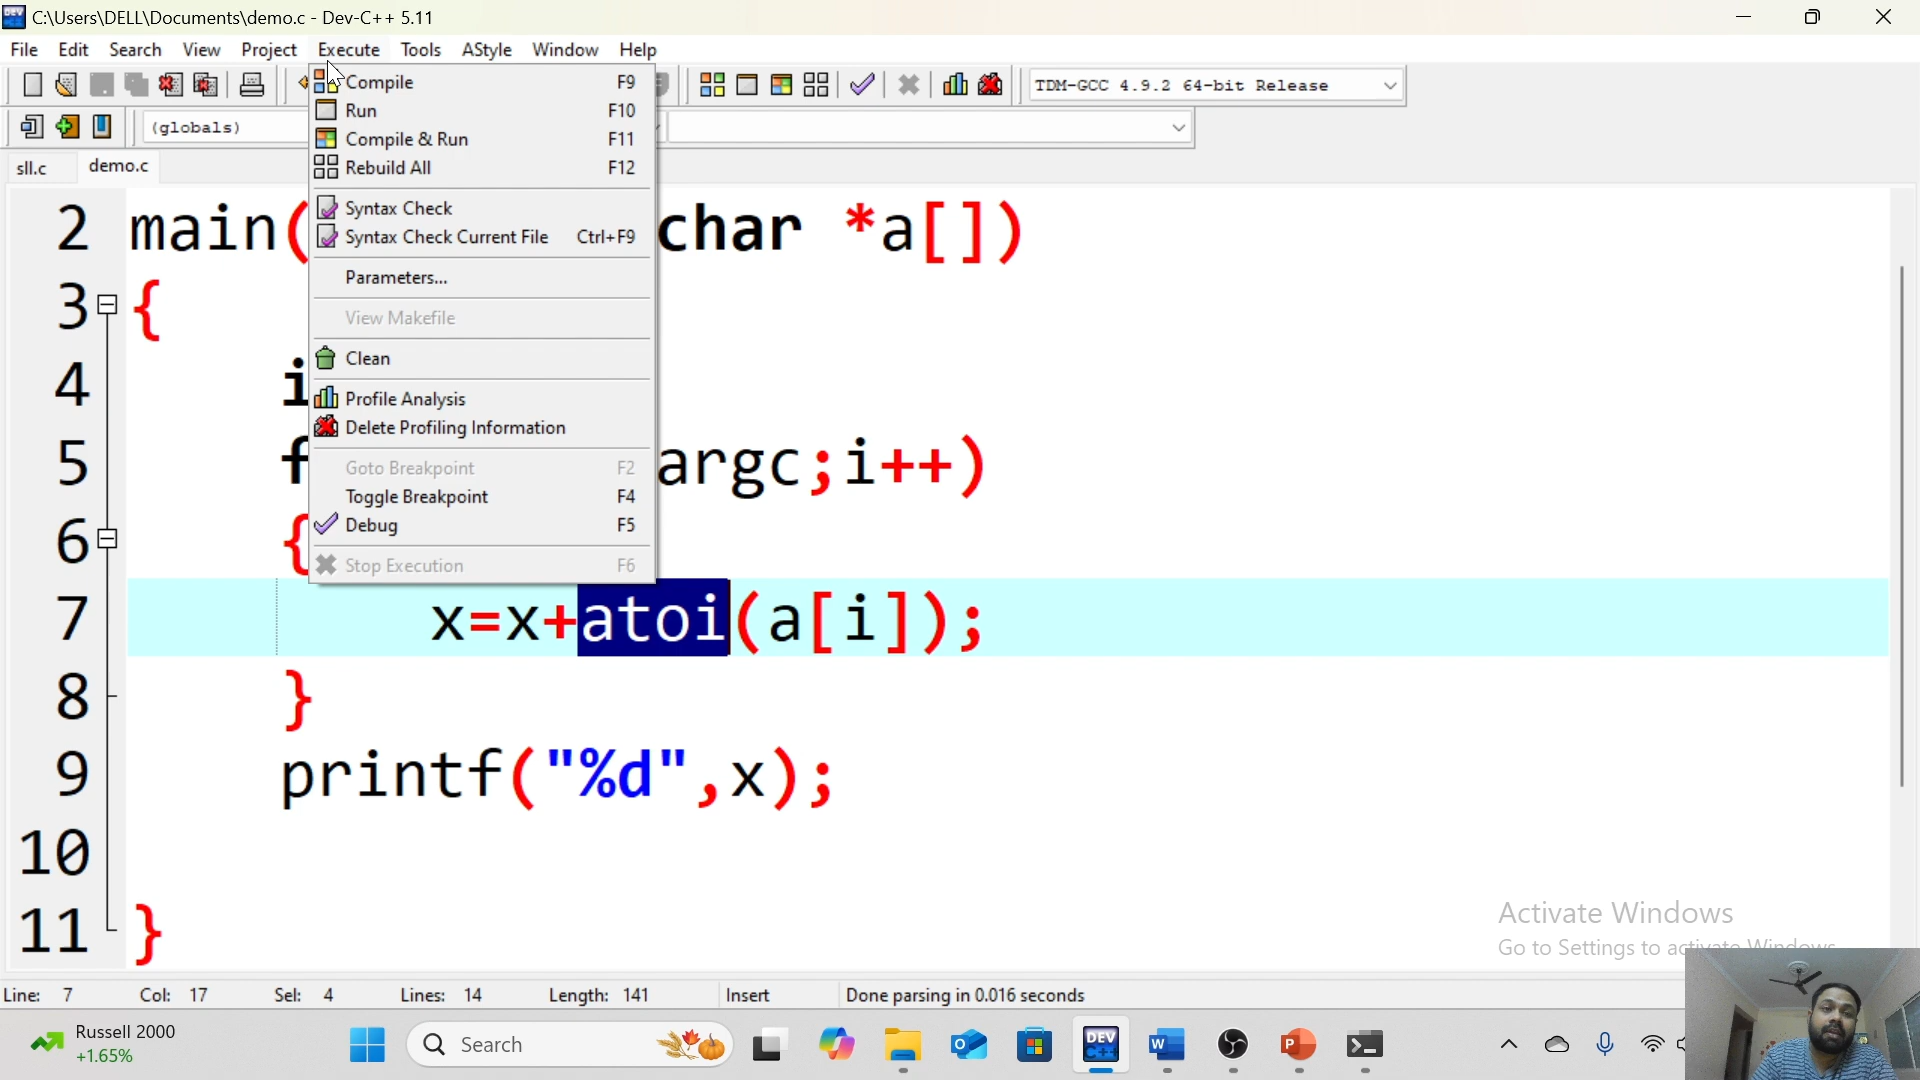 C:\Users\DELL\Documents\demo.c - Dev-C++ 5.11
File Edit Search View Project Execute Tools AStyle Window Help
TDM-GCC 4.9.2 64-bit Release
(globals)
sll.c demo.c
Compile F9
Run F10
Compile & Run F11
Rebuild All F12
Syntax Check
Syntax Check Current File Ctrl+F9
Parameters...
View Makefile
Clean
Profile Analysis
Delete Profiling Information
Goto Breakpoint F2
Toggle Breakpoint F4
Debug F5
Stop Execution F6
2 main( char *a[])
3 {
4 i
5 f argc;i++)
6 {
7 x=x+atoi(a[i]);
8 }
9 printf("%d",x);
10
11 }
Activate Windows
Go to Settings to activate Windows.
Line: 7 Col: 17 Sel: 4 Lines: 14 Length: 141 Insert Done parsing in 0.016 seconds
Russell 2000
+1.65%
Search
DEV C++